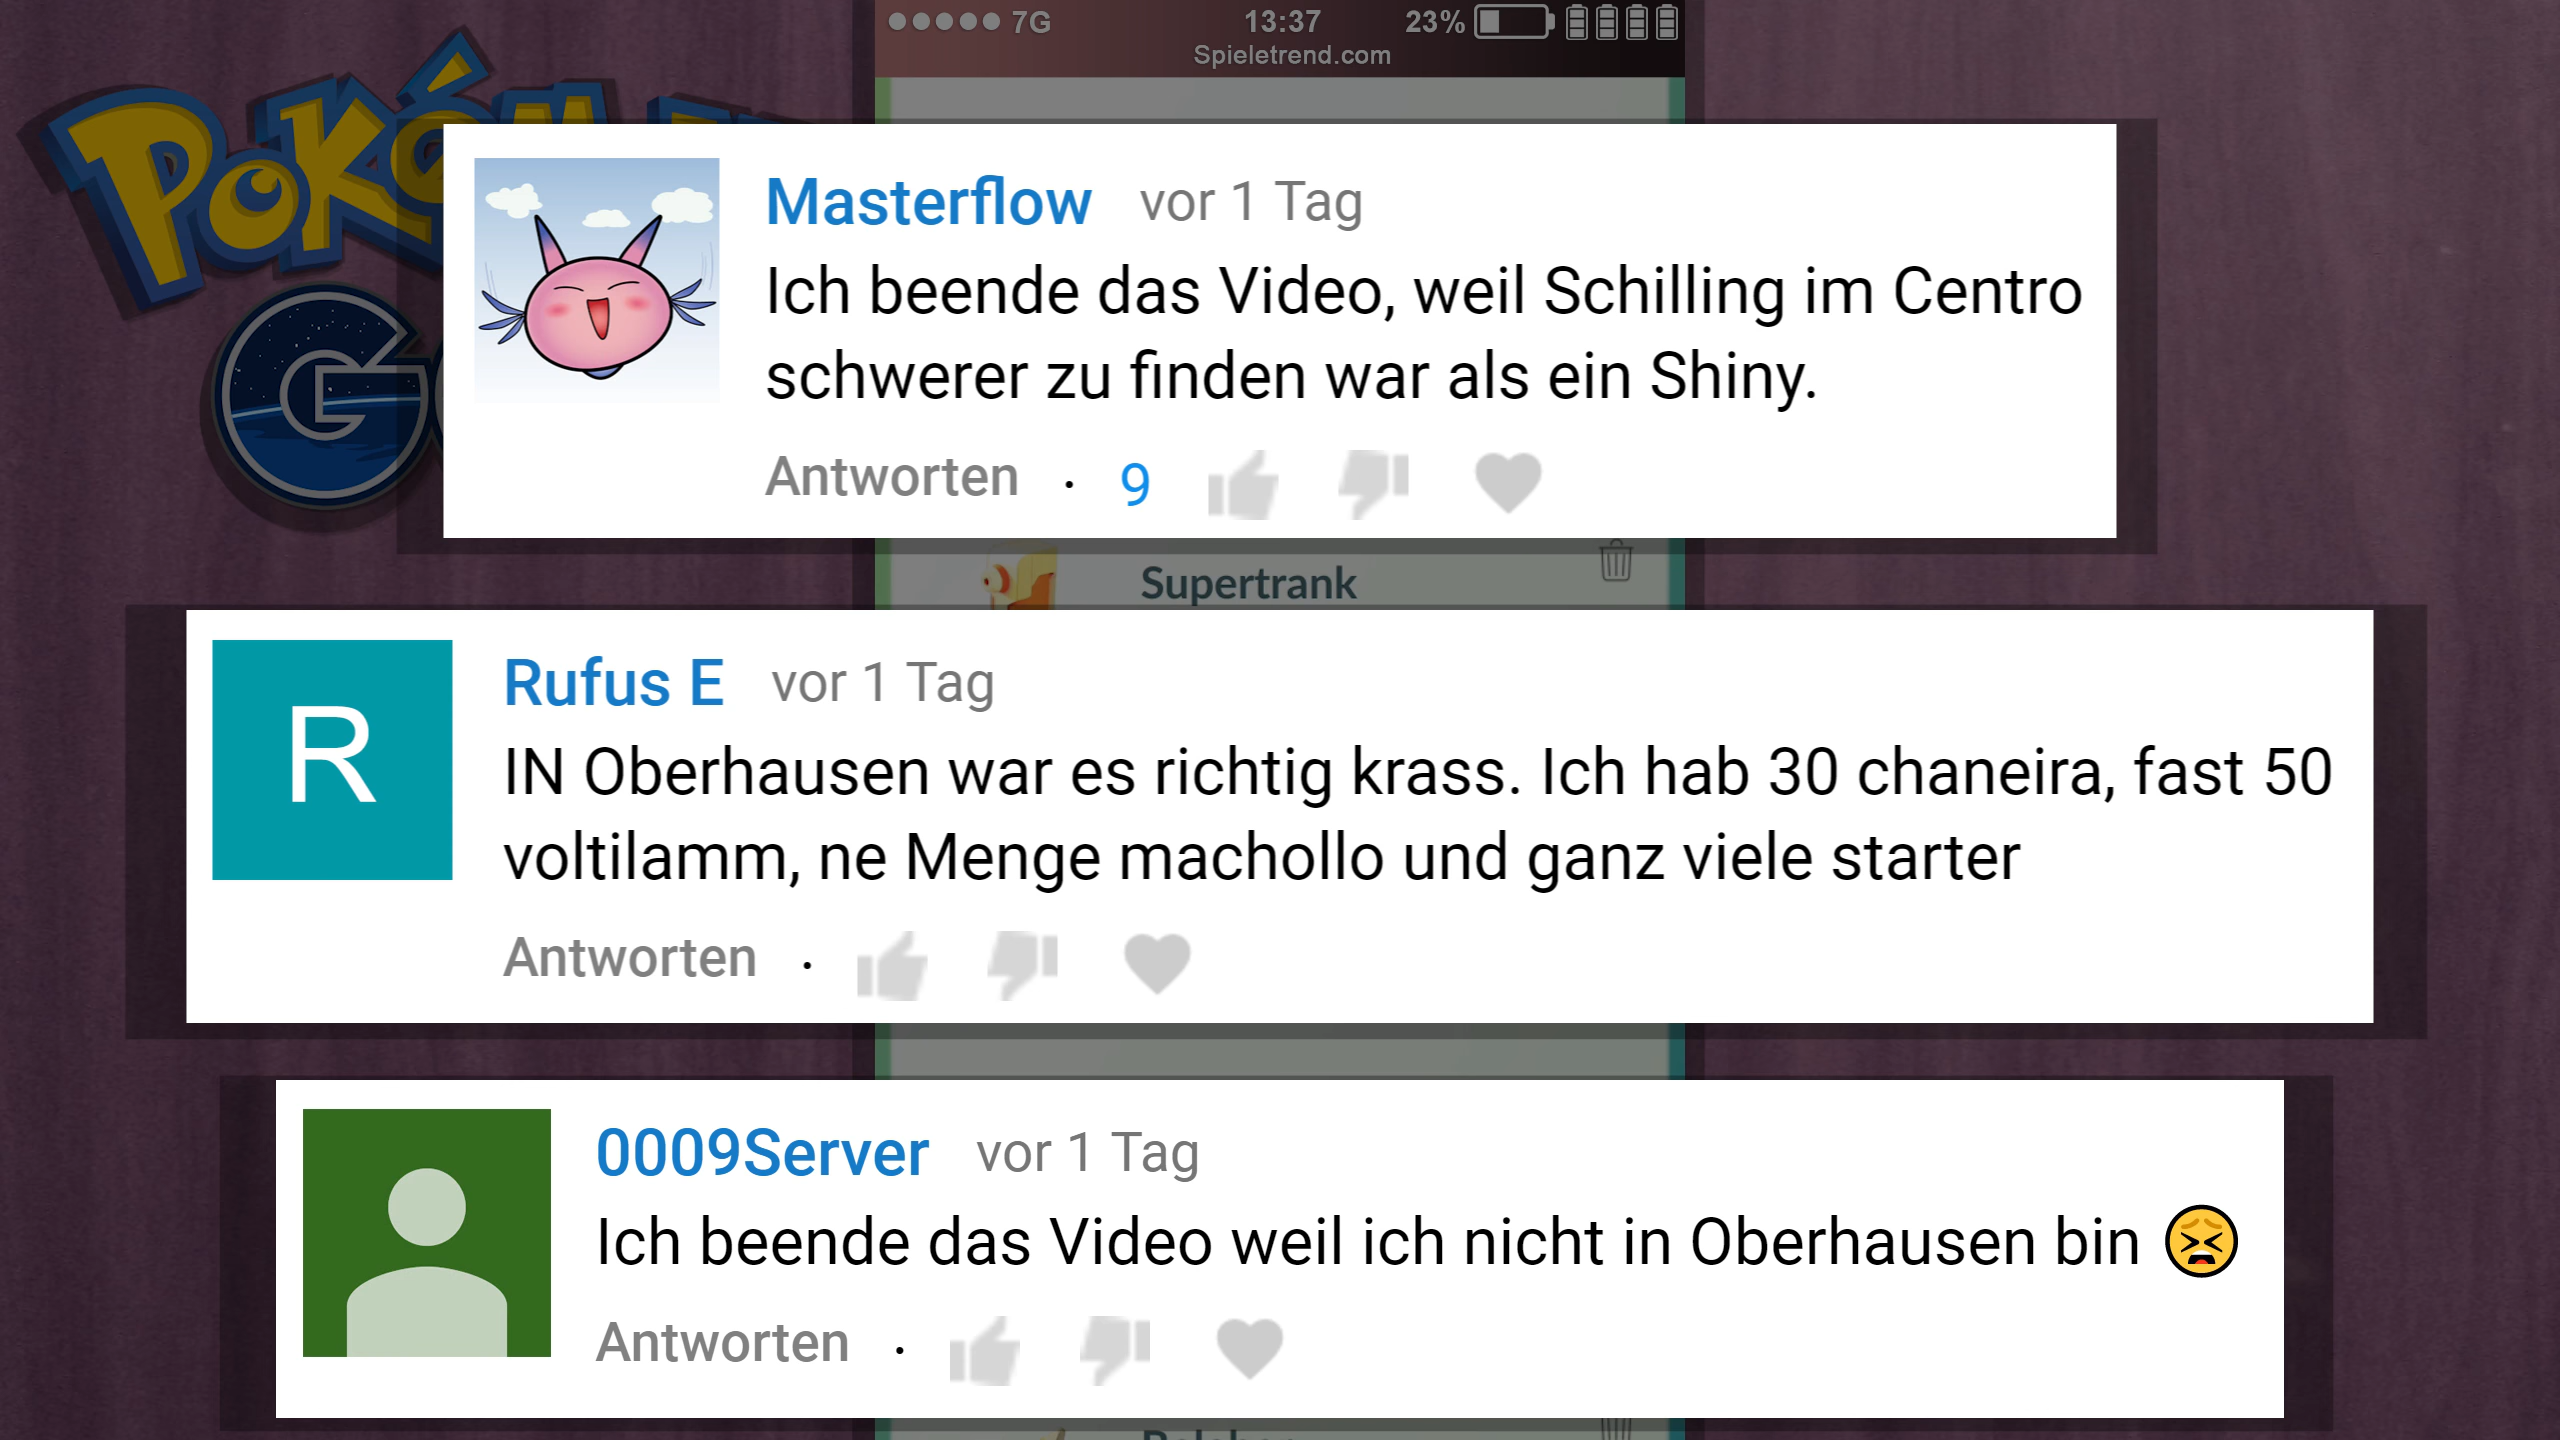 7G 13:37 23%
Spieletrend.com
POKÉM
GO
Masterflow vor 1 Tag
Ich beende das Video, weil Schilling im Centro
schwerer zu finden war als ein Shiny.
Antworten · 9
Supertrank
R
Rufus E vor 1 Tag
IN Oberhausen war es richtig krass. Ich hab 30 chaneira, fast 50
voltilamm, ne Menge machollo und ganz viele starter
Antworten ·
0009Server vor 1 Tag
Ich beende das Video weil ich nicht in Oberhausen bin 😫
Antworten ·